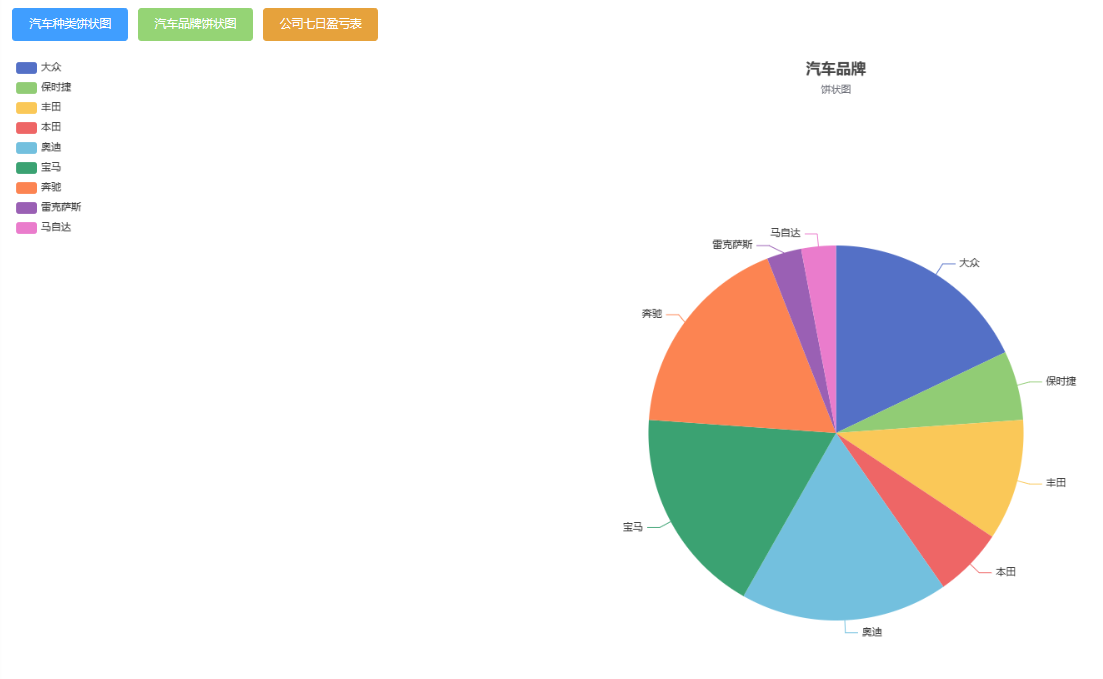 汽车种类饼状图 汽车品牌饼状图 公司七日盈亏表
大众
保时捷
丰田
本田
奥迪
宝马
奔驰
雷克萨斯
马自达
汽车品牌
饼状图
马自达
雷克萨斯
大众
奔驰
保时捷
丰田
宝马
本田
奥迪